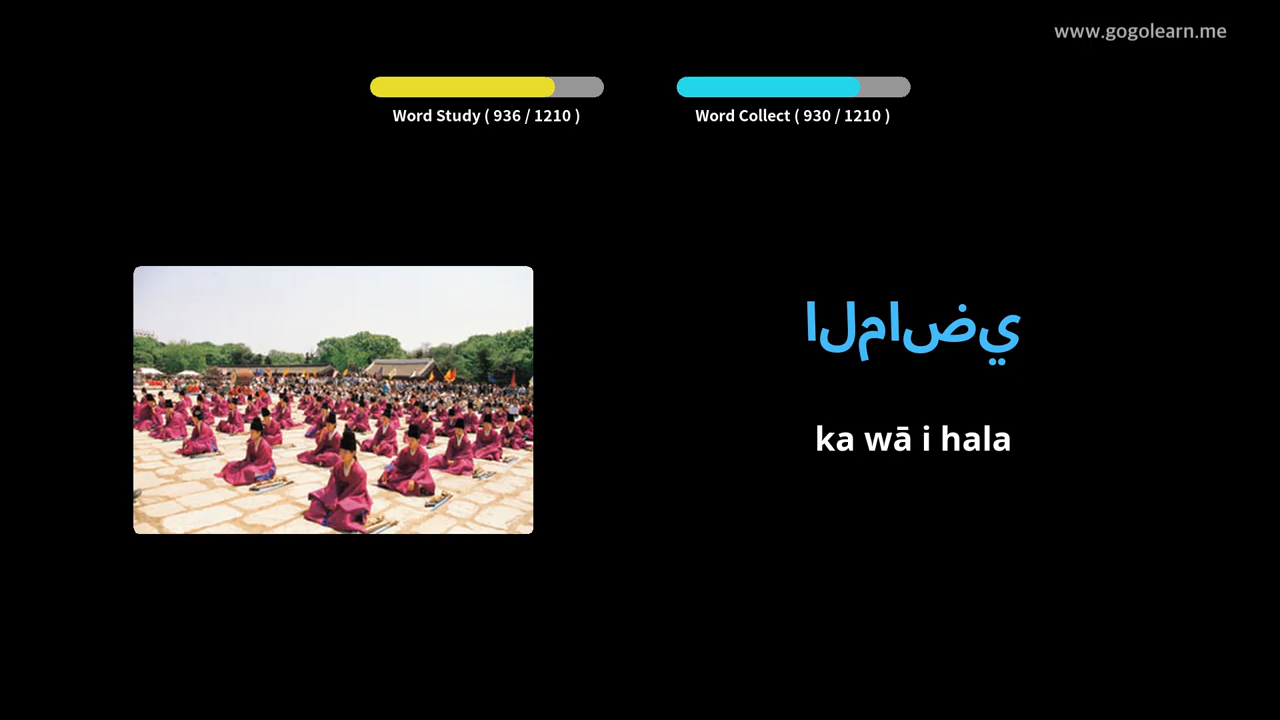 www.gogolearn.me
Word Study ( 936 / 1210 )
Word Collect ( 930 / 1210 )
الماضي
ka wā i hala